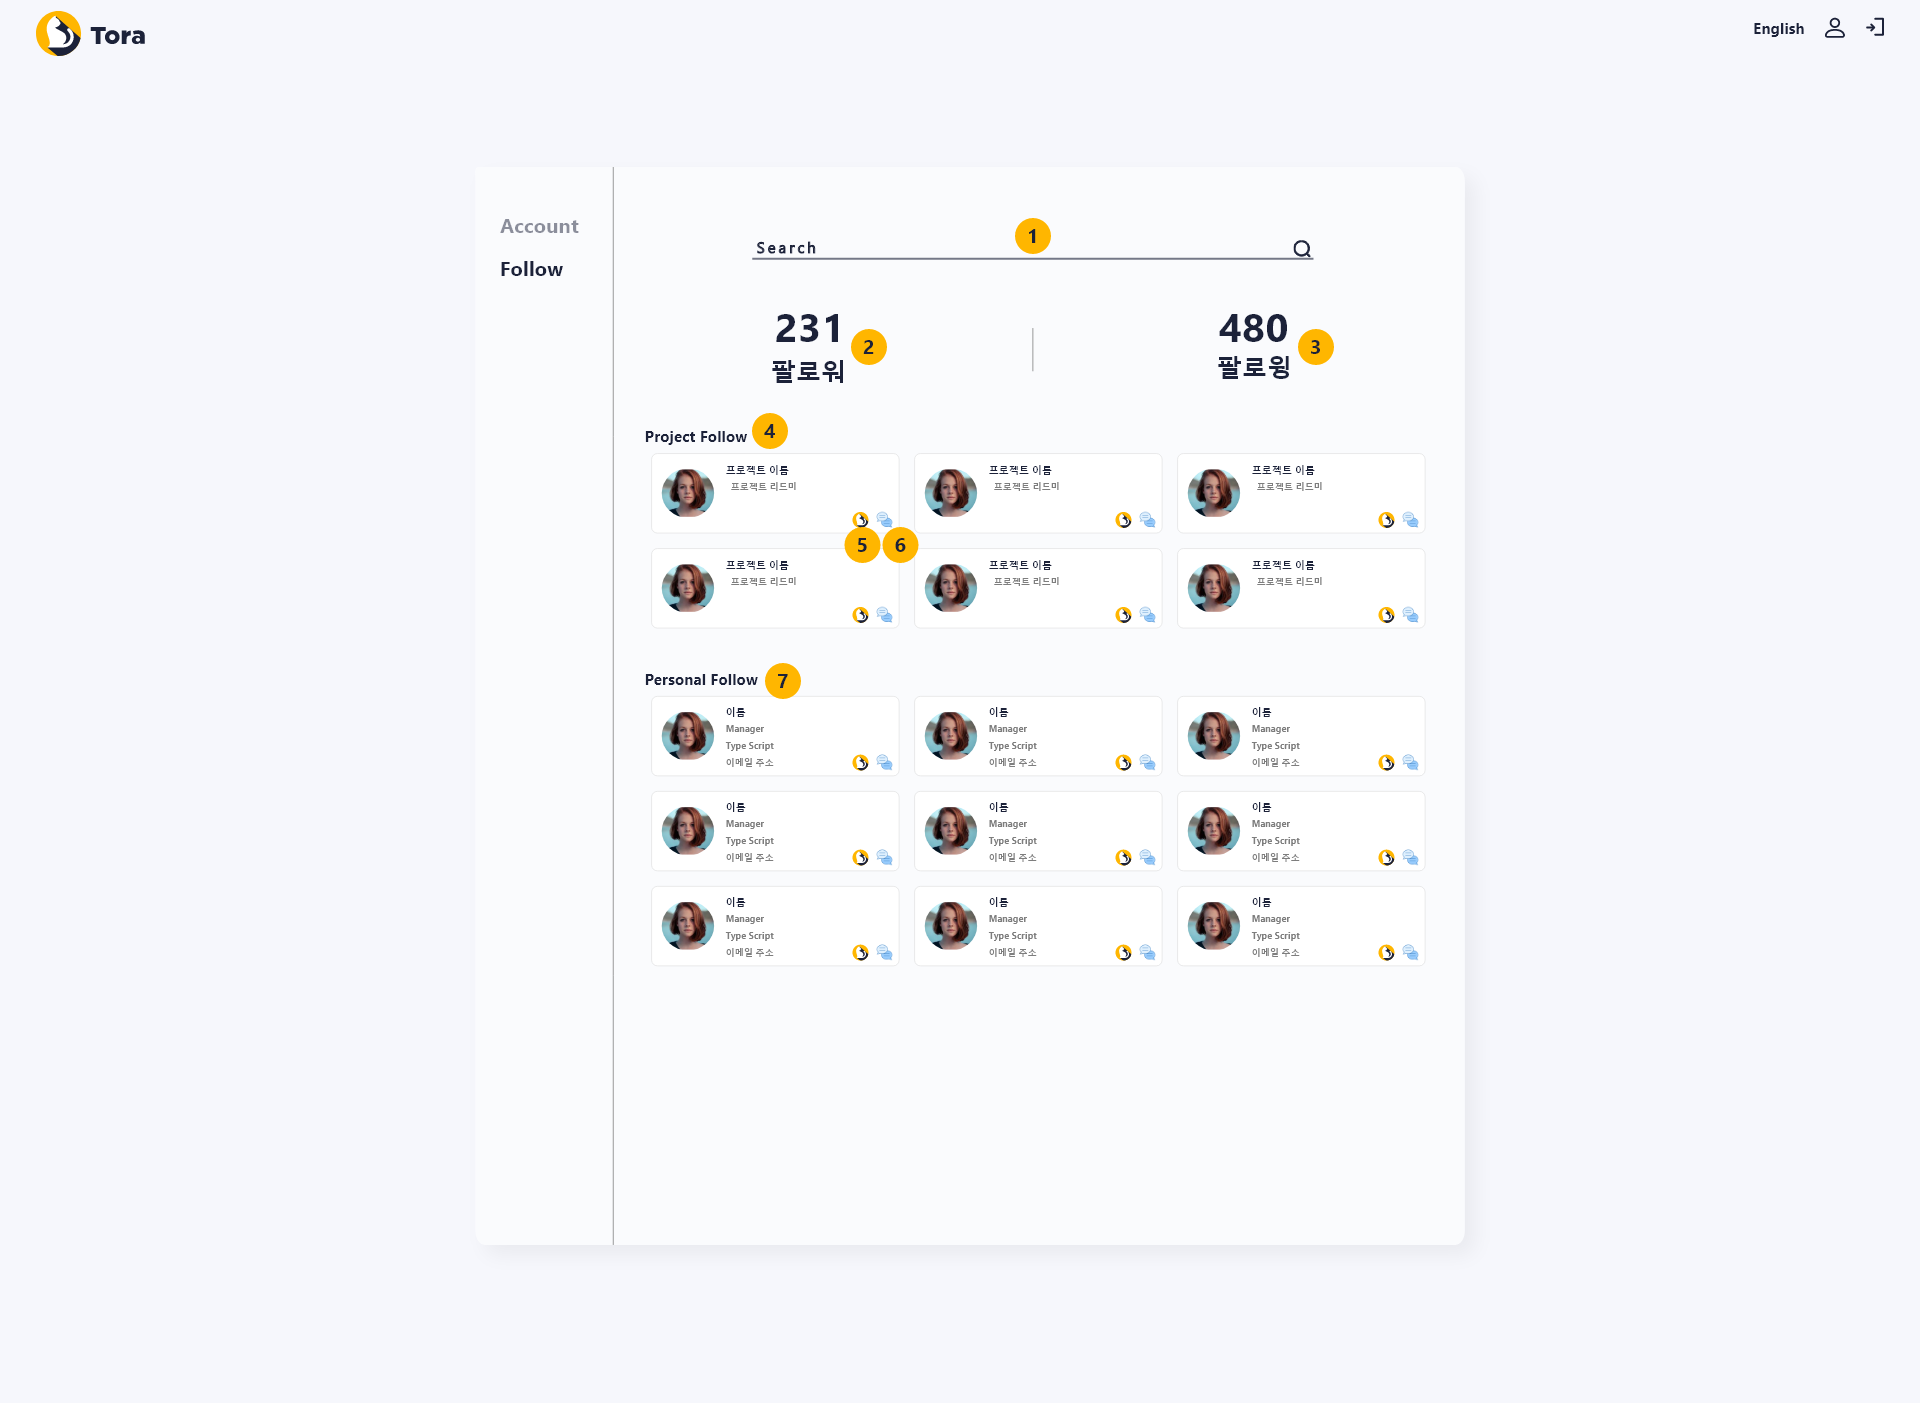 Tora
English
Account
Follow
Search
1
231
2
팔로워
480
3
팔로윙
Project Follow
4
프로젝트 이름
프로젝트 리드미
프로젝트 이름
프로젝트 리드미
프로젝트 이름
프로젝트 리드미
5
6
프로젝트 이름
프로젝트 리드미
프로젝트 이름
프로젝트 리드미
프로젝트 이름
프로젝트 리드미
Personal Follow
7
이름
Manager
Type Script
이메일 주소
이름
Manager
Type Script
이메일 주소
이름
Manager
Type Script
이메일 주소
이름
Manager
Type Script
이메일 주소
이름
Manager
Type Script
이메일 주소
이름
Manager
Type Script
이메일 주소
이름
Manager
Type Script
이메일 주소
이름
Manager
Type Script
이메일 주소
이름
Manager
Type Script
이메일 주소